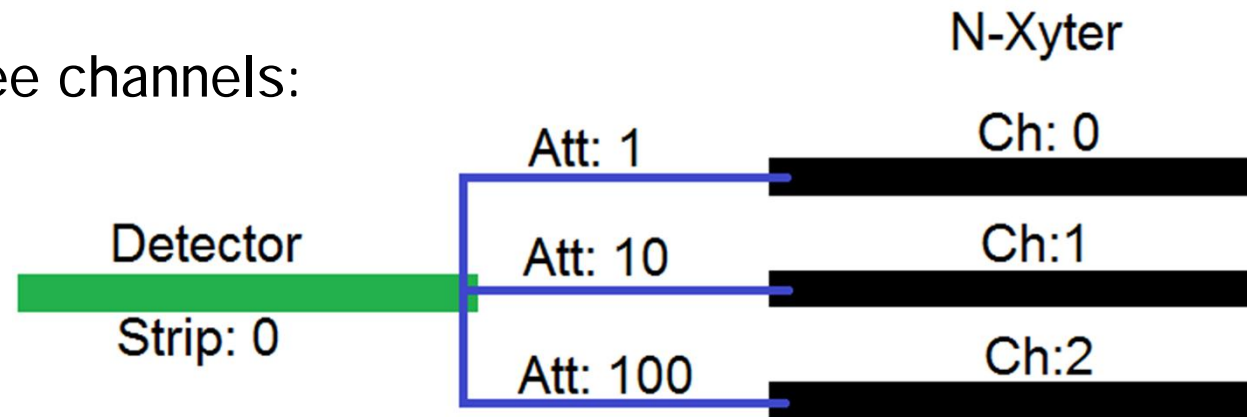 N-Xyter
ee channels:
Att: 1
Ch: 0
Detector
Att: 10
Ch:1
Strip: 0
Att: 100
Ch:2